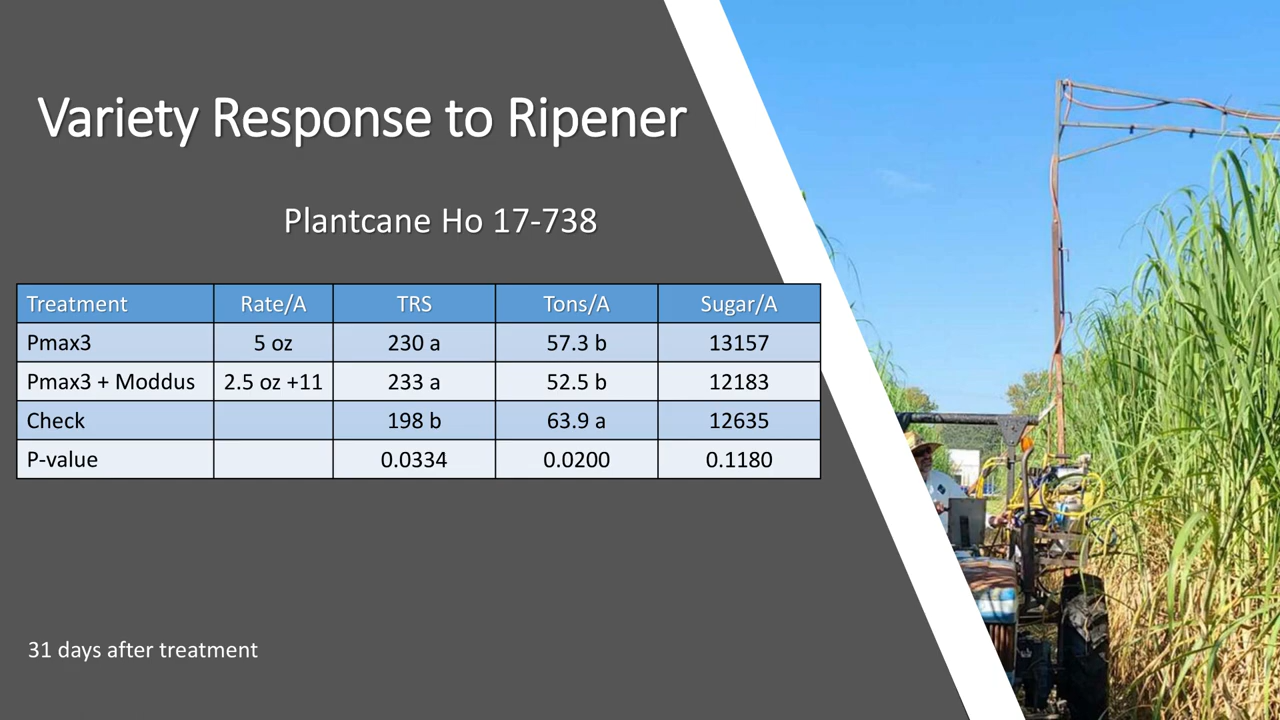 Variety Response to Ripener
Plantcane Ho 17-738
Treatment Rate/A TRS Tons/A Sugar/A
Pmax3 5 oz 230 a 57.3 b 13157
Pmax3 + Moddus 2.5 oz +11 233 a 52.5 b 12183
Check 198 b 63.9 a 12635
P-value 0.0334 0.0200 0.1180
31 days after treatment